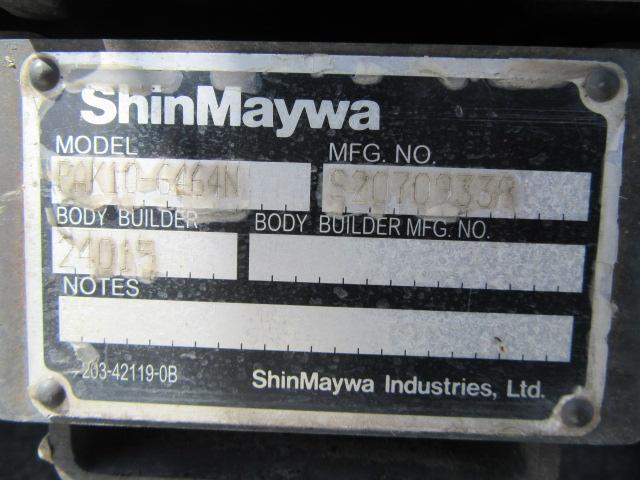 ShinMaywa
MODEL MFG. NO.
PAK10-6464N S2070933A
BODY BUILDER BODY BUILDER MFG. NO.
24015
NOTES
203-42119-0B ShinMaywa Industries, Ltd.